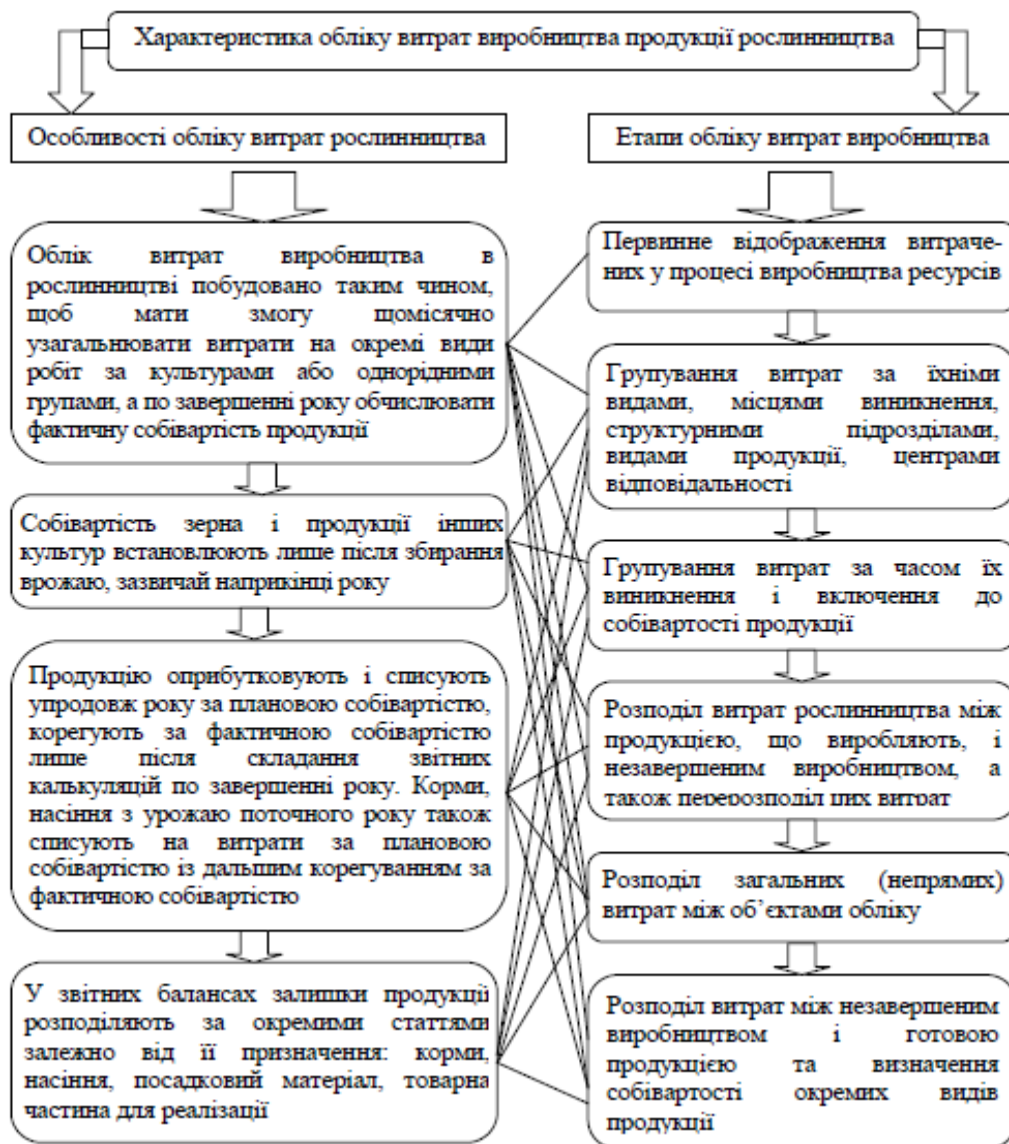 Характеристика обліку витрат виробництва продукції рослинництва
Особливості обліку витрат рослинництва
Облік витрат виробництва в
рослинництві побудовано таким чином,
щоб мати змогу щомісячно
узагальнювати витрати на окремі види
робіт за культурами або однорідними
групами, а по завершенні року обчислювати
фактичну собівартість продукції
Собівартість зерна і продукції інших
культур встановлюють лише після збирання
врожаю, зазвичай наприкінці року
Продукцію оприбутковують і списують
упродовж року за плановою собівартістю,
корегують за фактичною собівартістю
лише після складання звітних
калькуляцій по завершенні року. Корми,
насіння з урожаю поточного року також
списують на витрати за плановою
собівартістю із дальшим корегуванням за
фактичною собівартістю
У звітних балансах залишки продукції
розподіляють за окремими статтями
залежно від її призначення: корми,
насіння, посадковий матеріал, товарна
частина для реалізації
Етапи обліку витрат виробництва
Первинне відображення витраче-
них у процесі виробництва ресурсів
Групування витрат за їхніми
видами, місцями виникнення,
структурними підрозділами,
видами продукції, центрами
відповідальності
Групування витрат за часом їх
виникнення і включення до
собівартості продукції
Розподіл витрат рослинництва між
продукцією, що виробляють, і
незавершеним виробництвом, а
також перерозподіл цих витрат
Розподіл загальних (непрямих)
витрат між об’єктами обліку
Розподіл витрат між незавершеним
виробництвом і готовою
продукцією та визначення
собівартості окремих видів
продукції